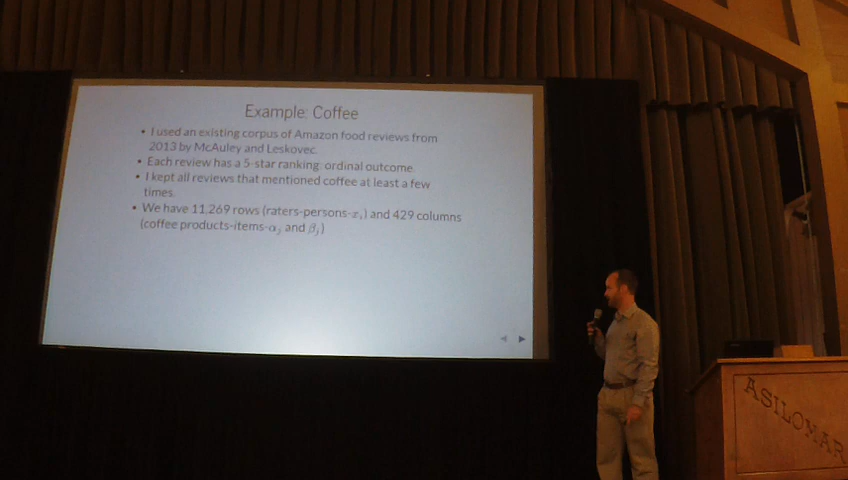 Example: Coffee
• I used an existing corpus of Amazon food reviews from
2013 by McAuley and Leskovec.
• Each review has a 5-star ranking: ordinal outcome.
• I kept all reviews that mentioned coffee at least a few
times.
• We have 11,269 rows (raters-persons-xᵢ) and 429 columns
(coffee products-items-αⱼ and βⱼ)
ASILOMAR